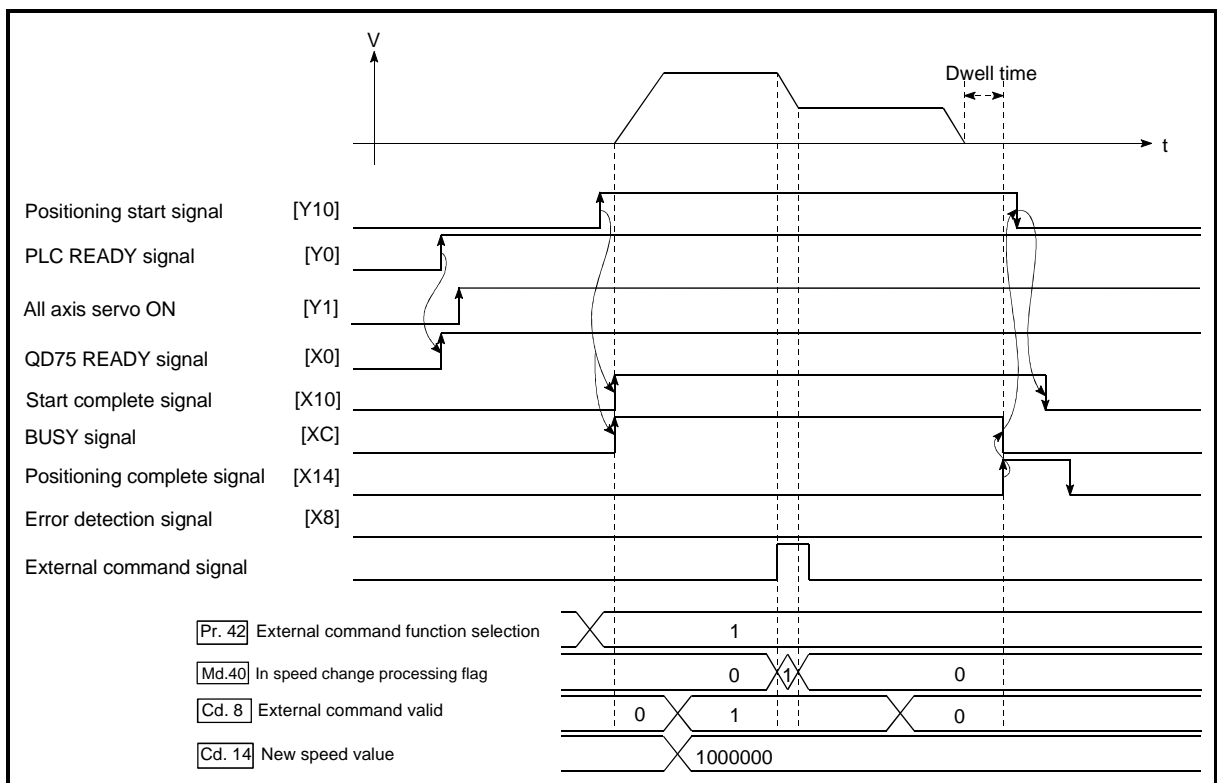 V
Dwell time
t
Positioning start signal [Y10]
PLC READY signal [Y0]
All axis servo ON [Y1]
QD75 READY signal [X0]
Start complete signal [X10]
BUSY signal [XC]
Positioning complete signal [X14]
Error detection signal [X8]
External command signal
Pr. 42 External command function selection 1
Md.40 In speed change processing flag 0 1 0
Cd. 8 External command valid 0 1 0
Cd. 14 New speed value 1000000